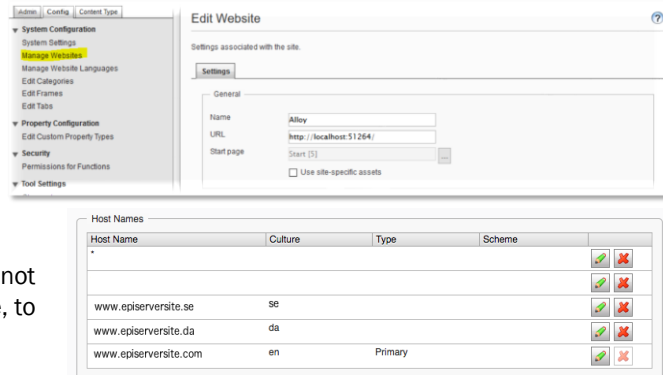 Admin Config Content Type
System Configuration
System Settings
Manage Websites
Manage Website Languages
Edit Categories
Edit Frames
Edit Tabs
Property Configuration
Edit Custom Property Types
Security
Permissions for Functions
Tool Settings
Edit Website
?
Settings associated with the site.
Settings
General
Name Alloy
URL http://localhost:51264/
Start page Start [5] ...
Use site-specific assets
not
, to
Host Names
Host Name Culture Type Scheme
*
www.episerversite.se se
www.episerversite.da da
www.episerversite.com en Primary